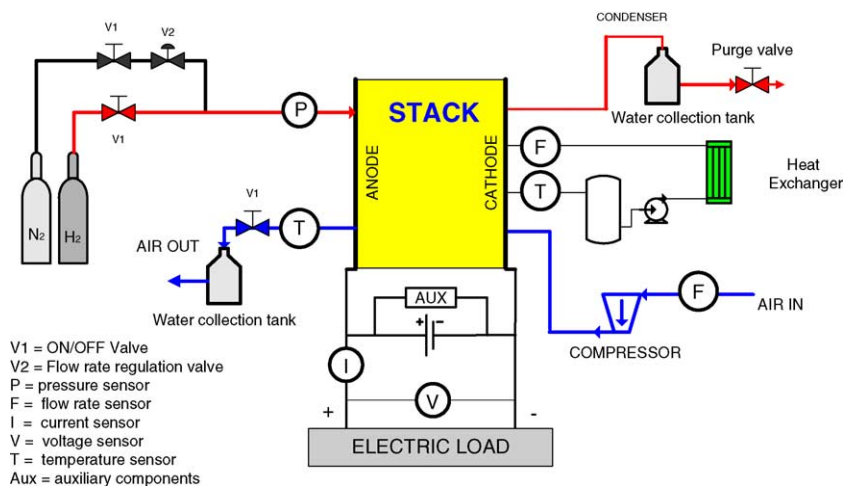 V1
V2
CONDENSER
Purge valve
P
STACK
V1
Water collection tank
ANODE
CATHODE
F
T
Heat
Exchanger
N2
H2
V1
T
AIR OUT
Water collection tank
AUX
+ -
F
AIR IN
COMPRESSOR
I
V
+
-
ELECTRIC LOAD
V1 = ON/OFF Valve
V2 = Flow rate regulation valve
P = pressure sensor
F = flow rate sensor
I = current sensor
V = voltage sensor
T = temperature sensor
Aux = auxiliary components